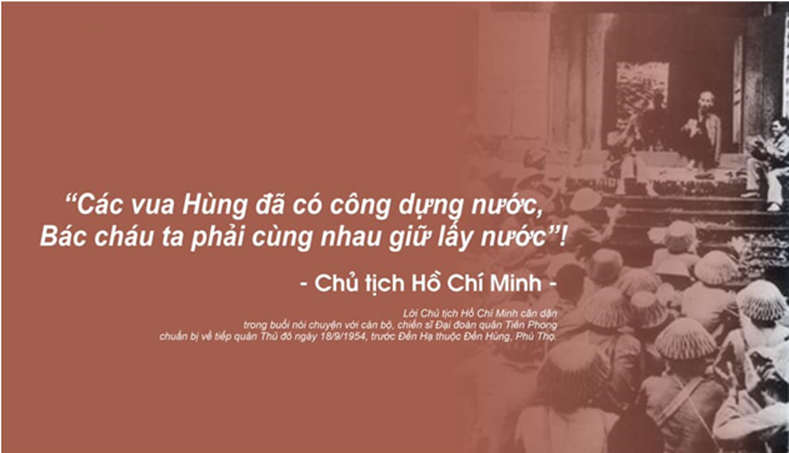 “Các vua Hùng đã có công dựng nước,
Bác cháu ta phải cùng nhau giữ lấy nước”!
- Chủ tịch Hồ Chí Minh -
Lời Chủ tịch Hồ Chí Minh căn dặn
trong buổi nói chuyện với cán bộ, chiến sĩ Đại đoàn quân Tiên Phong
chuẩn bị về tiếp quản Thủ đô ngày 18/9/1954, trước Đền Hạ thuộc Đền Hùng, Phú Thọ.